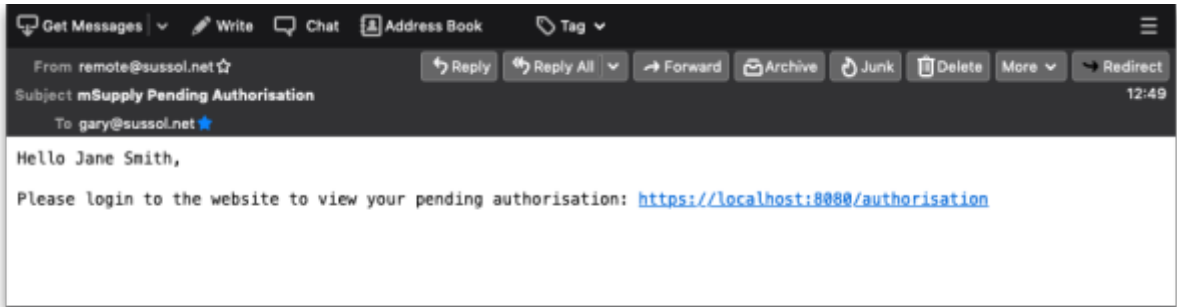 Get Messages Write Chat Address Book Tag
From remote@sussol.net Reply Reply All Forward Archive Junk Delete More Redirect
Subject mSupply Pending Authorisation 12:49
To gary@sussol.net
Hello Jane Smith,
Please login to the website to view your pending authorisation: https://localhost:8080/authorisation